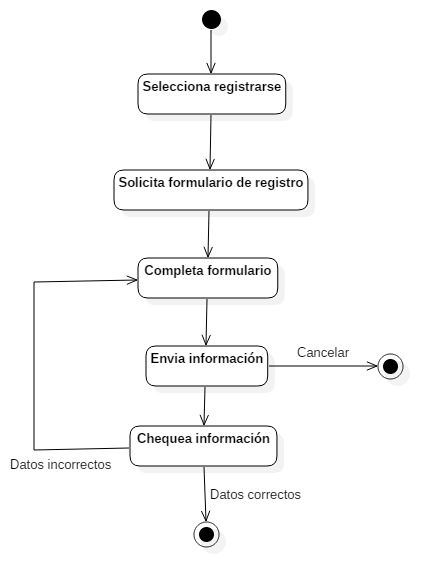 Selecciona registrarse
Solicita formulario de registro
Completa formulario
Envia información
Cancelar
Chequea información
Datos incorrectos
Datos correctos